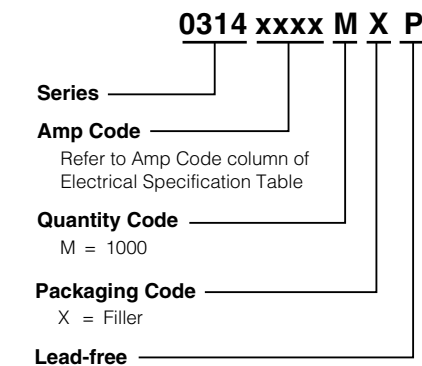 0314 xxxx M X P
Series
Amp Code
Refer to Amp Code column of
Electrical Specification Table
Quantity Code
M = 1000
Packaging Code
X = Filler
Lead-free